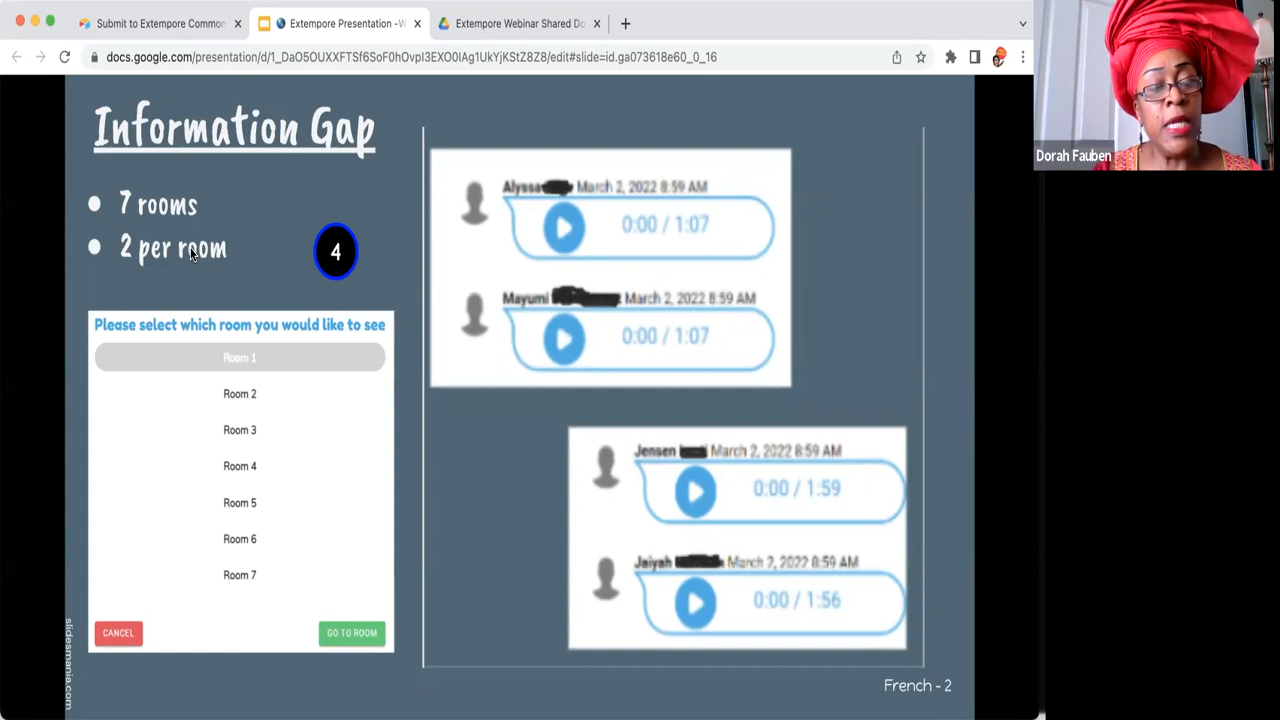 Submit to Extempore Common
Extempore Presentation - W
Extempore Webinar Shared Do
docs.google.com/presentation/d/1_DaO5OUXXFTSf6SoF0hOvpI3EXO0IAg1UkYjKStZ8Z8/edit#slide=id.ga073618e60_0_16
Dorah Fauben
Information Gap
7 rooms
2 per room
4
Please select which room you would like to see
Room 1
Room 2
Room 3
Room 4
Room 5
Room 6
Room 7
CANCEL
GO TO ROOM
Alyssa March 2, 2022 8:59 AM
0:00 / 1:07
Mayumi March 2, 2022 8:59 AM
0:00 / 1:07
Jensen March 2, 2022 8:59 AM
0:00 / 1:59
Jaiyah March 2, 2022 8:59 AM
0:00 / 1:56
slidesmania.com
French - 2